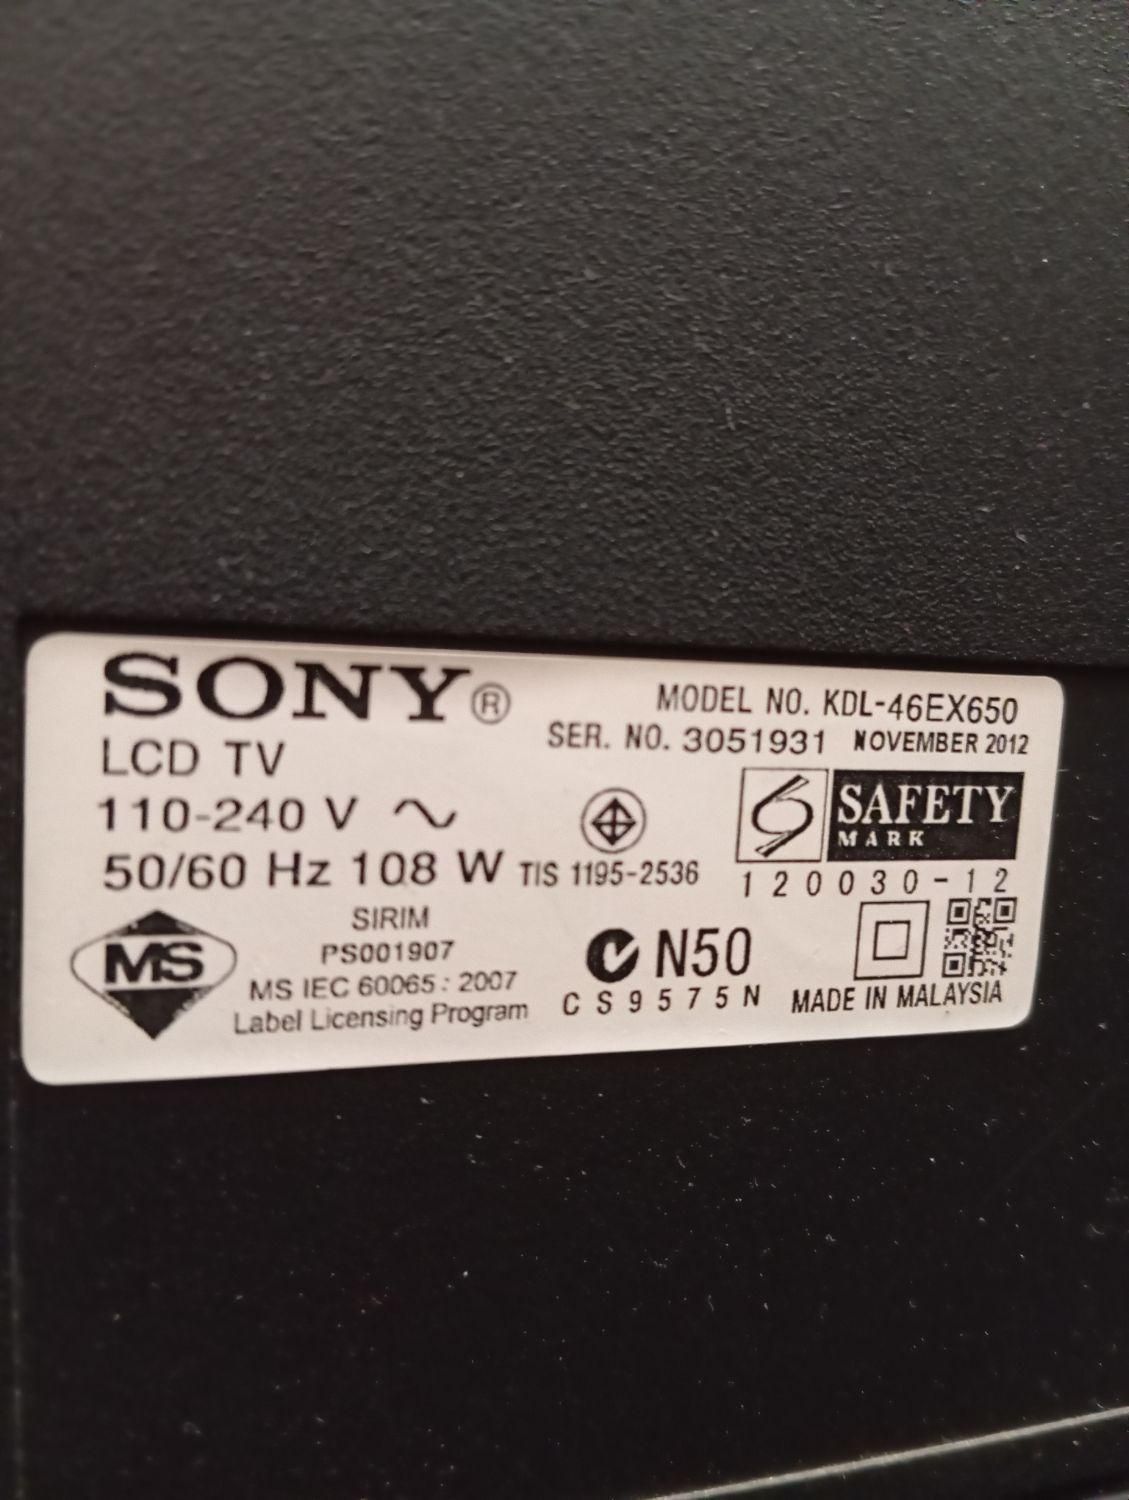 SONY®
MODEL NO. KDL-46EX650
LCD TV
SER. NO. 3051931 NOVEMBER 2012
110-240 V ~
50/60 Hz 108 W
TIS 1195-2536
SAFETY
MARK
120030-12
MS
SIRIM
PS001907
MS IEC 60065 : 2007
Label Licensing Program
N50
CS9575N
MADE IN MALAYSIA